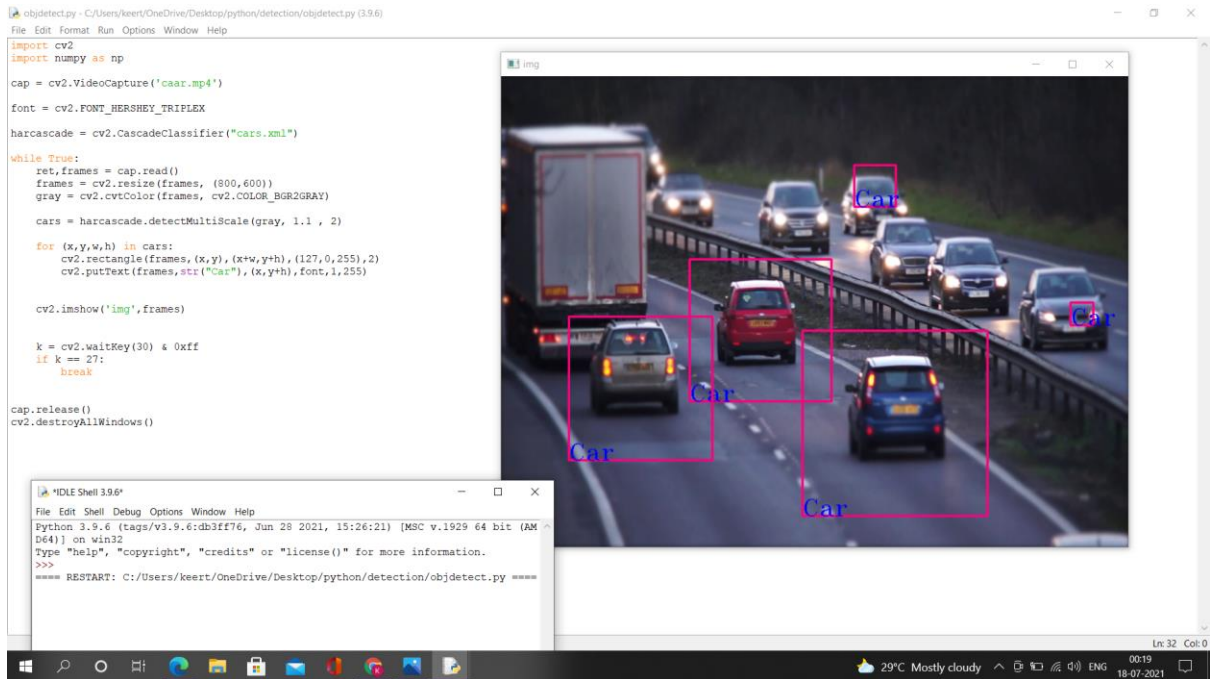 objdetect.py - C:/Users/keert/OneDrive/Desktop/python/detection/objdetect.py (3.9.6)
File Edit Format Run Options Window Help
import cv2
import numpy as np
cap = cv2.VideoCapture('caar.mp4')
font = cv2.FONT_HERSHEY_TRIPLEX
harcascade = cv2.CascadeClassifier("cars.xml")
while True:
    ret,frames = cap.read()
    frames = cv2.resize(frames, (800,600))
    gray = cv2.cvtColor(frames, cv2.COLOR_BGR2GRAY)
    cars = harcascade.detectMultiScale(gray, 1.1 , 2)
    for (x,y,w,h) in cars:
        cv2.rectangle(frames,(x,y),(x+w,y+h),(127,0,255),2)
        cv2.putText(frames,str("Car"),(x,y+h),font,1,255)
    cv2.imshow('img',frames)
    k = cv2.waitKey(30) & 0xff
    if k == 27:
        break
cap.release()
cv2.destroyAllWindows()
img
Car
Car
Car
Car
Car
*IDLE Shell 3.9.6*
File Edit Shell Debug Options Window Help
Python 3.9.6 (tags/v3.9.6:db3ff76, Jun 28 2021, 15:26:21) [MSC v.1929 64 bit (AM
D64)] on win32
Type "help", "copyright", "credits" or "license()" for more information.
>>>
==== RESTART: C:/Users/keert/OneDrive/Desktop/python/detection/objdetect.py ====
Ln: 32 Col: 0
29°C Mostly cloudy
ENG
00:19
18-07-2021